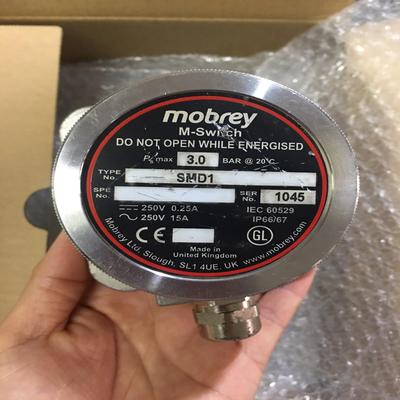 mobrey
M-Switch
DO NOT OPEN WHILE ENERGISED
Ps max 3.0 BAR @ 20°C
TYPE No. SMD1
SPE No. SER No. 1045
250V 0.25A IEC 60529
250V 15A IP66/67
CE Made in United Kingdom GL
Mobrey Ltd. Slough, SL1 4UE. UK www.mobrey.com